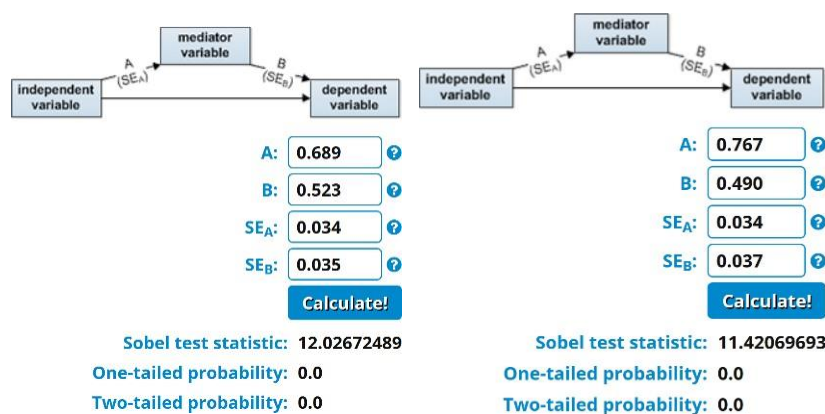 mediator
variable
A
(SEA)
B
(SEB)
independent
variable
dependent
variable
A: 0.689 ?
B: 0.523 ?
SEA: 0.034 ?
SEB: 0.035 ?
Calculate!
Sobel test statistic: 12.02672489
One-tailed probability: 0.0
Two-tailed probability: 0.0
mediator
variable
A
(SEA)
B
(SEB)
independent
variable
dependent
variable
A: 0.767 ?
B: 0.490 ?
SEA: 0.034 ?
SEB: 0.037 ?
Calculate!
Sobel test statistic: 11.42069693
One-tailed probability: 0.0
Two-tailed probability: 0.0